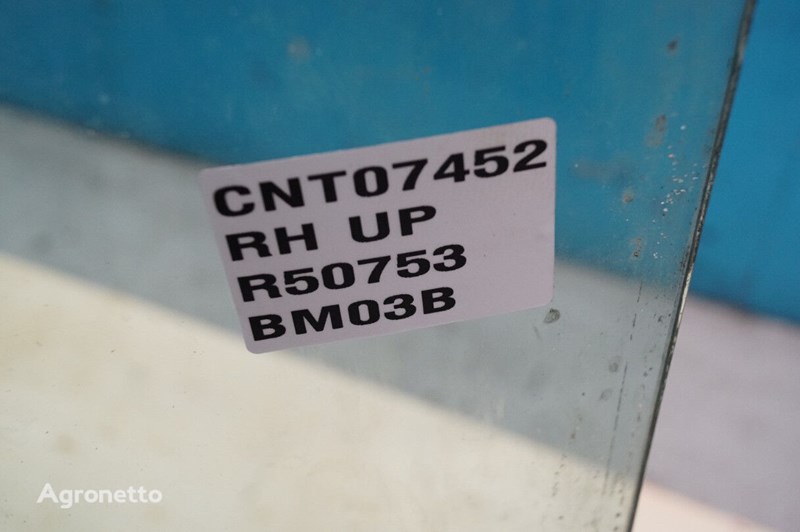 CNT07452
RH UP
R50753
BM03B
Agronetto